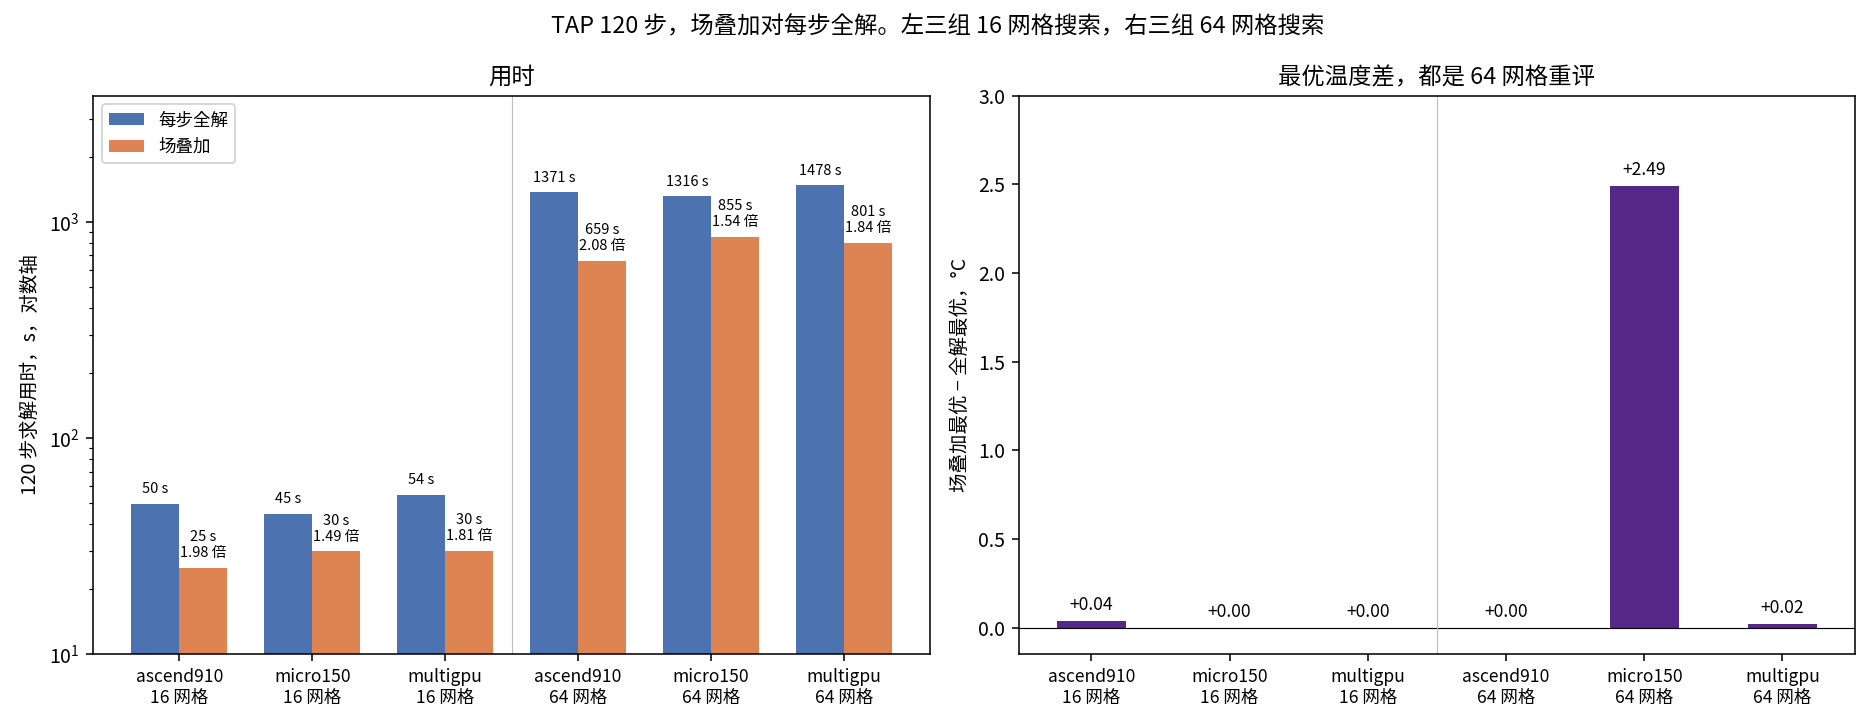 TAP 120 步，场叠加对每步全解。左三组 16 网格搜索，右三组 64 网格搜索
用时
每步全解
场叠加
120 步求解用时，s，对数轴
10³
10²
10¹
50 s
25 s
1.98 倍
45 s
30 s
1.49 倍
54 s
30 s
1.81 倍
1371 s
659 s
2.08 倍
1316 s
855 s
1.54 倍
1478 s
801 s
1.84 倍
ascend910
16 网格
micro150
16 网格
multigpu
16 网格
ascend910
64 网格
micro150
64 网格
multigpu
64 网格
最优温度差，都是 64 网格重评
场叠加最优 − 全解最优，°C
3.0
2.5
2.0
1.5
1.0
0.5
0.0
+0.04
+0.00
+0.00
+0.00
+2.49
+0.02
ascend910
16 网格
micro150
16 网格
multigpu
16 网格
ascend910
64 网格
micro150
64 网格
multigpu
64 网格